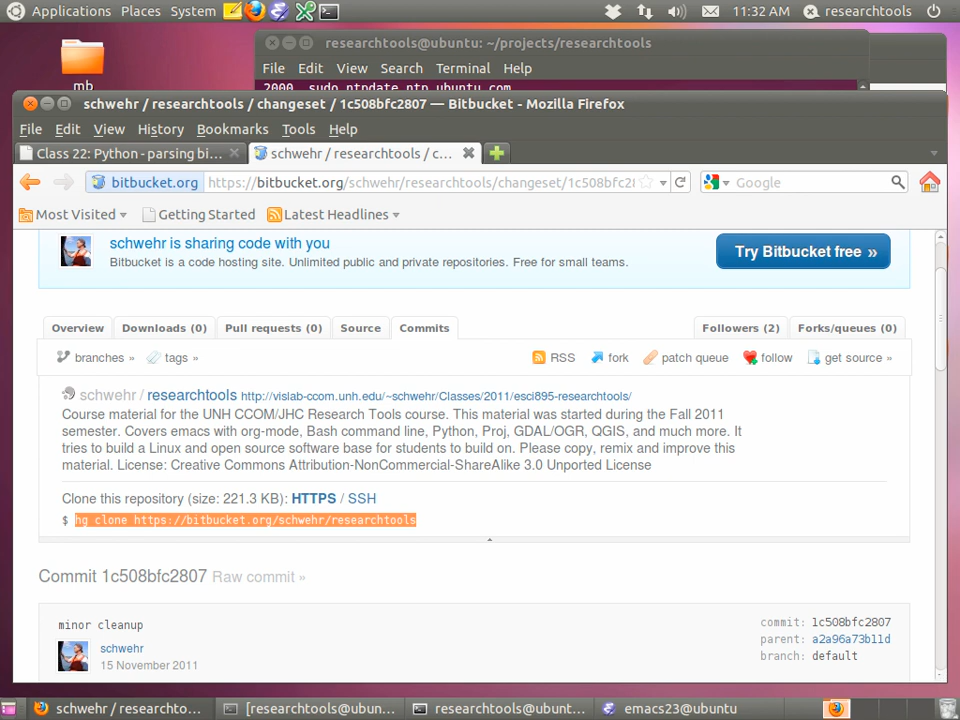 Applications Places System 11:32 AM researchtools
mb
researchtools@ubuntu: ~/projects/researchtools
File Edit View Search Terminal Help
2000 sudo ntpdate ntp.ubuntu.com
schwehr / researchtools / changeset / 1c508bfc2807 — Bitbucket - Mozilla Firefox
File Edit View History Bookmarks Tools Help
Class 22: Python - parsing bi... schwehr / researchtools / c...
bitbucket.org https://bitbucket.org/schwehr/researchtools/changeset/1c508bfc2 Google
Most Visited Getting Started Latest Headlines
schwehr is sharing code with you
Bitbucket is a code hosting site. Unlimited public and private repositories. Free for small teams.
Try Bitbucket free »
Overview Downloads (0) Pull requests (0) Source Commits Followers (2) Forks/queues (0)
branches » tags » RSS fork patch queue follow get source »
schwehr / researchtools http://vislab-ccom.unh.edu/~schwehr/Classes/2011/esci895-researchtools/
Course material for the UNH CCOM/JHC Research Tools course. This material was started during the Fall 2011
semester. Covers emacs with org-mode, Bash command line, Python, Proj, GDAL/OGR, QGIS, and much more. It
tries to build a Linux and open source software base for students to build on. Please copy, remix and improve this
material. License: Creative Commons Attribution-NonCommercial-ShareAlike 3.0 Unported License
Clone this repository (size: 221.3 KB): HTTPS / SSH
$ hg clone https://bitbucket.org/schwehr/researchtools
Commit 1c508bfc2807 Raw commit »
minor cleanup
schwehr
15 November 2011
commit: 1c508bfc2807
parent: a2a96a73b11d
branch: default
schwehr / researchto... [researchtools@ubun... researchtools@ubunt... emacs23@ubuntu